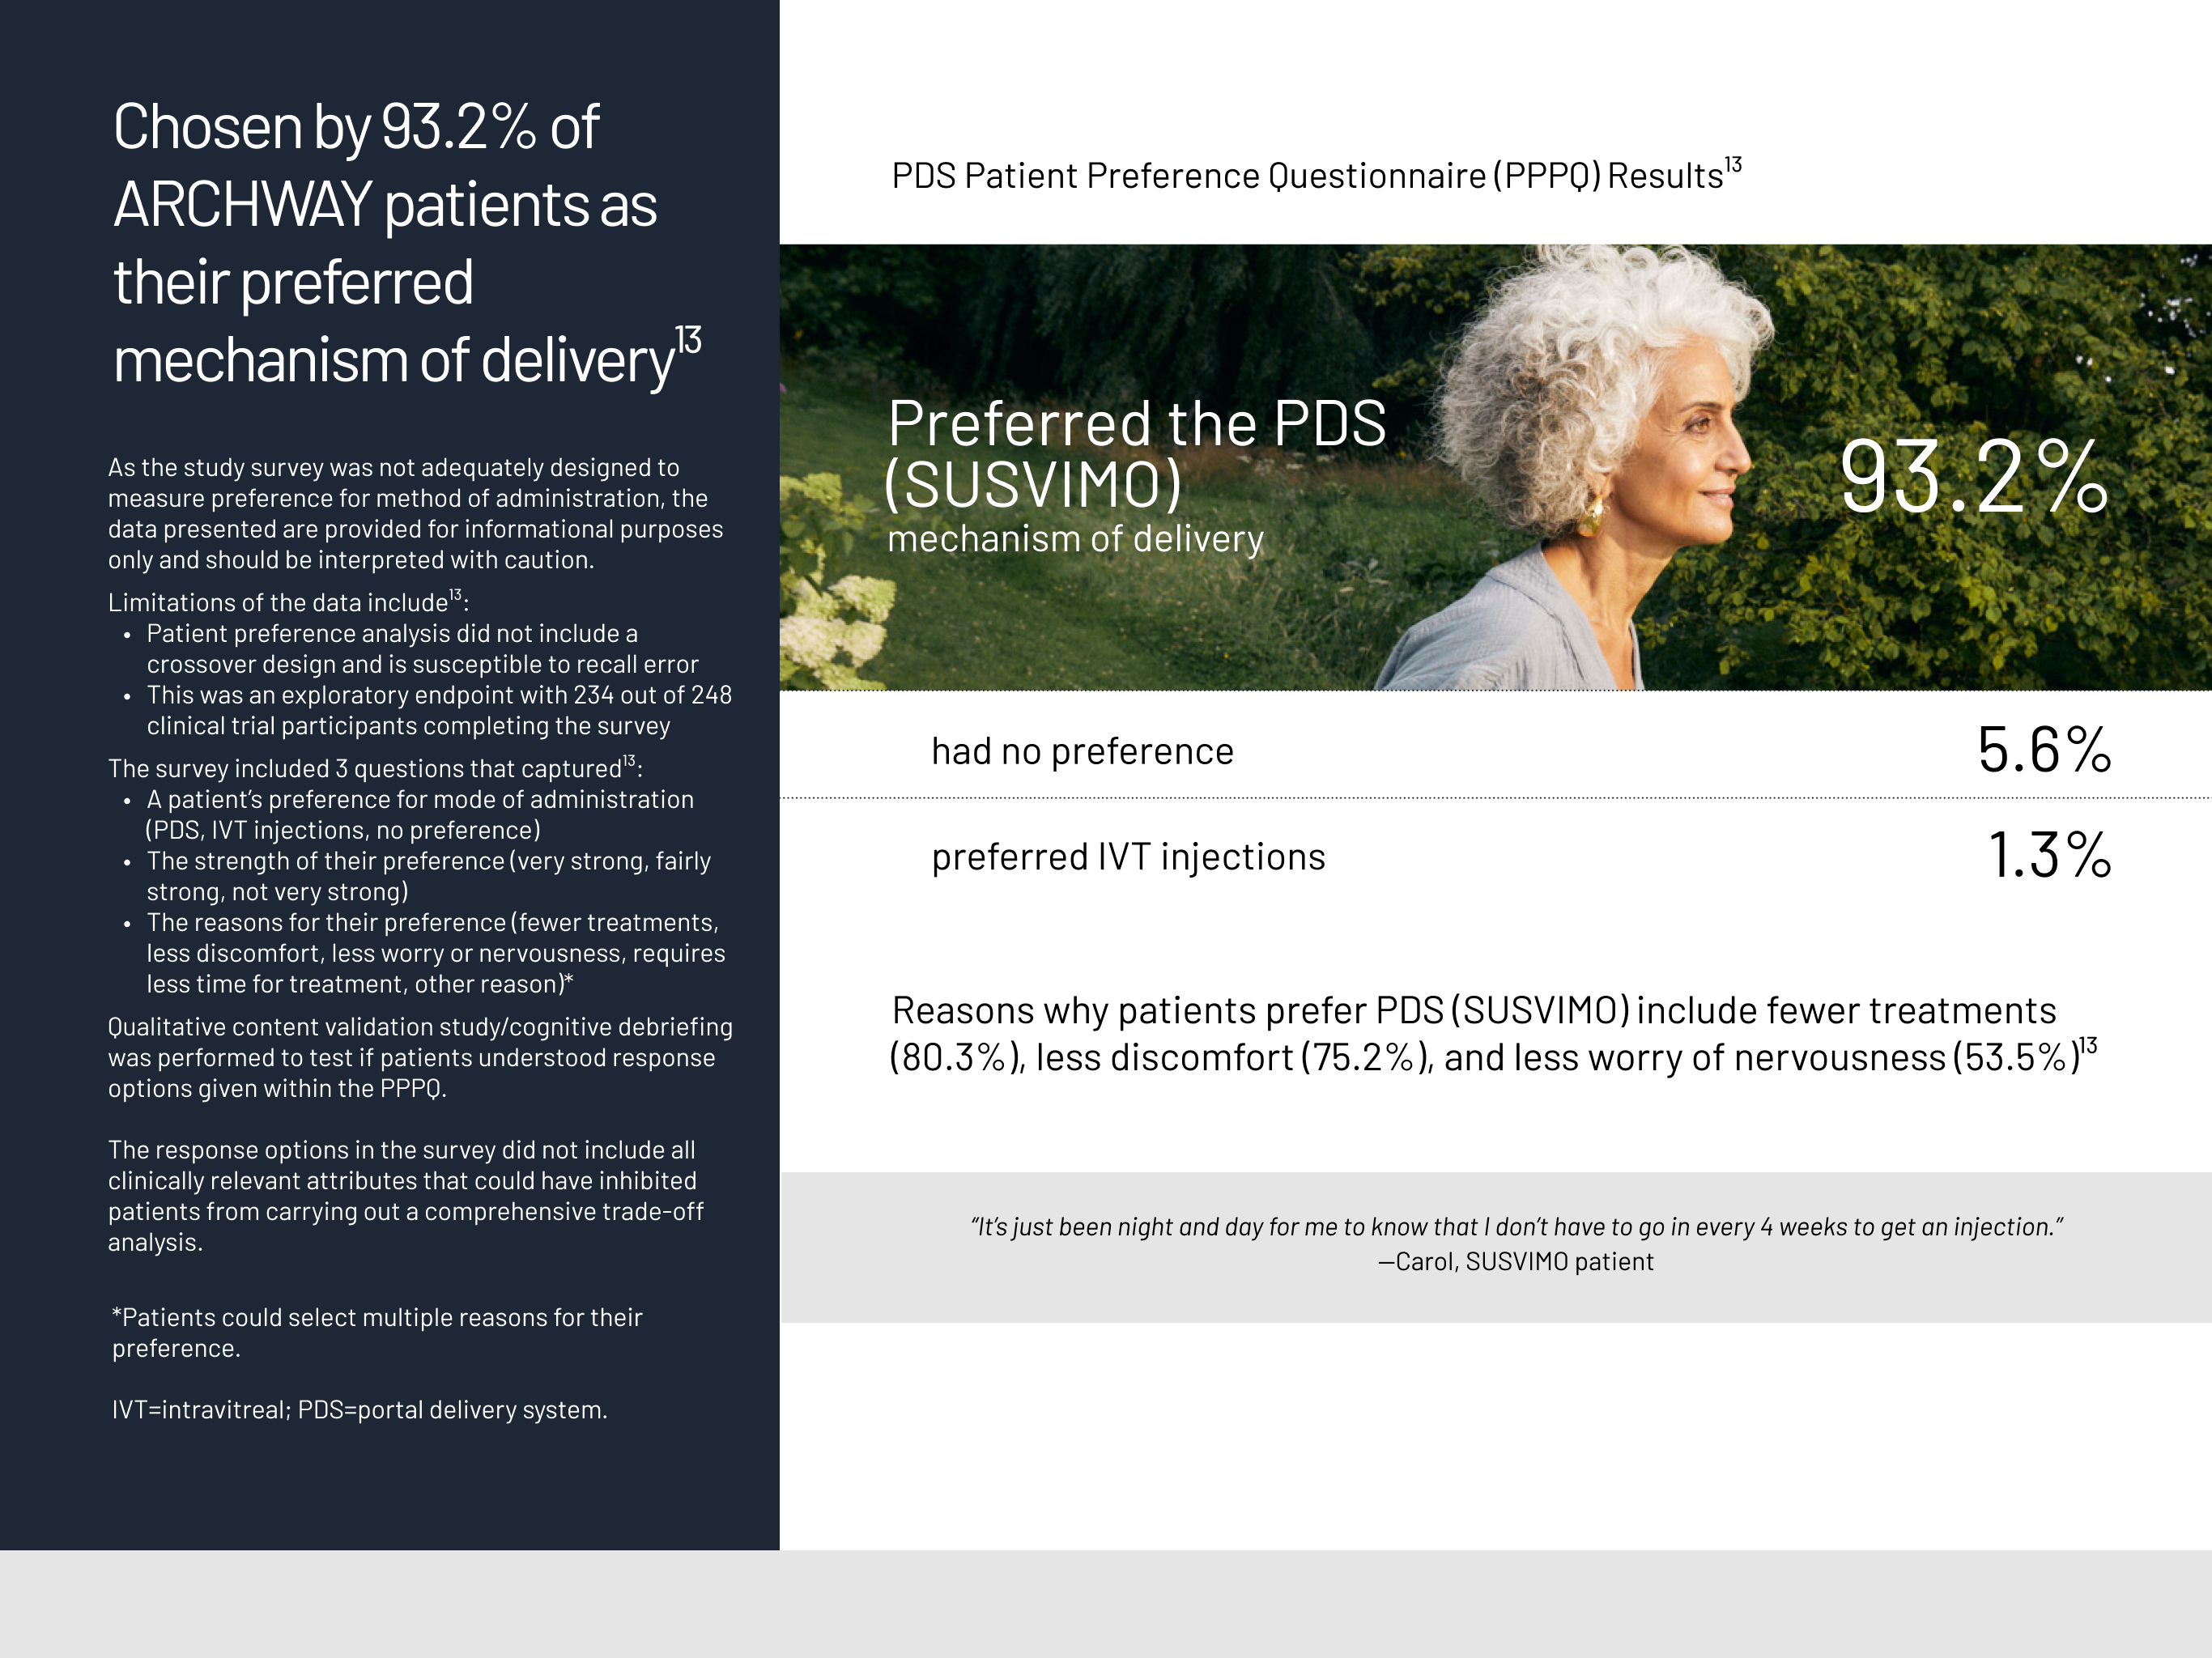 Chosen by 93.2% of
ARCHWAY patients as
their preferred
mechanism of delivery¹³
As the study survey was not adequately designed to
measure preference for method of administration, the
data presented are provided for informational purposes
only and should be interpreted with caution.
Limitations of the data include¹³:
• Patient preference analysis did not include a
crossover design and is susceptible to recall error
• This was an exploratory endpoint with 234 out of 248
clinical trial participants completing the survey
The survey included 3 questions that captured¹³:
• A patient’s preference for mode of administration
(PDS, IVT injections, no preference)
• The strength of their preference (very strong, fairly
strong, not very strong)
• The reasons for their preference (fewer treatments,
less discomfort, less worry or nervousness, requires
less time for treatment, other reason)*
Qualitative content validation study/cognitive debriefing
was performed to test if patients understood response
options given within the PPPQ.
The response options in the survey did not include all
clinically relevant attributes that could have inhibited
patients from carrying out a comprehensive trade-off
analysis.
*Patients could select multiple reasons for their
preference.
IVT=intravitreal; PDS=portal delivery system.
PDS Patient Preference Questionnaire (PPPQ) Results¹³
Preferred the PDS
(SUSVIMO)
mechanism of delivery
93.2%
had no preference 5.6%
preferred IVT injections 1.3%
Reasons why patients prefer PDS (SUSVIMO) include fewer treatments
(80.3%), less discomfort (75.2%), and less worry of nervousness (53.5%)¹³
“It’s just been night and day for me to know that I don’t have to go in every 4 weeks to get an injection.”
—Carol, SUSVIMO patient